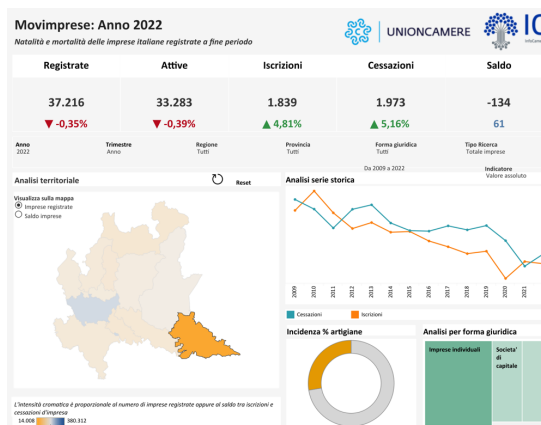 Movimprese: Anno 2022
Natalità e mortalità delle imprese italiane registrate a fine periodo
UNIONCAMERE
Registrate Attive Iscrizioni Cessazioni Saldo
37.216 33.283 1.839 1.973 -134
▼ -0,35% ▼ -0,39% ▲ 4,81% ▲ 5,16% 61
Anno Trimestre Regione Provincia Forma giuridica Tipo Ricerca
2022 Anno Tutti Tutti Tutti Totale imprese
Da 2009 a 2022 Indicatore
Valore assoluto
Analisi territoriale Reset Analisi serie storica
Visualizza sulla mappa
Imprese registrate
Saldo imprese
2009 2010 2011 2012 2013 2014 2015 2016 2017 2018 2019 2020 2021
Cessazioni Iscrizioni
Incidenza % artigiane Analisi per forma giuridica
Imprese individuali Societa'
di
capitale
L'intensità cromatica è proporzionale al numero di imprese registrate oppure al saldo tra iscrizioni e
cessazioni d'impresa
14.008 380.312